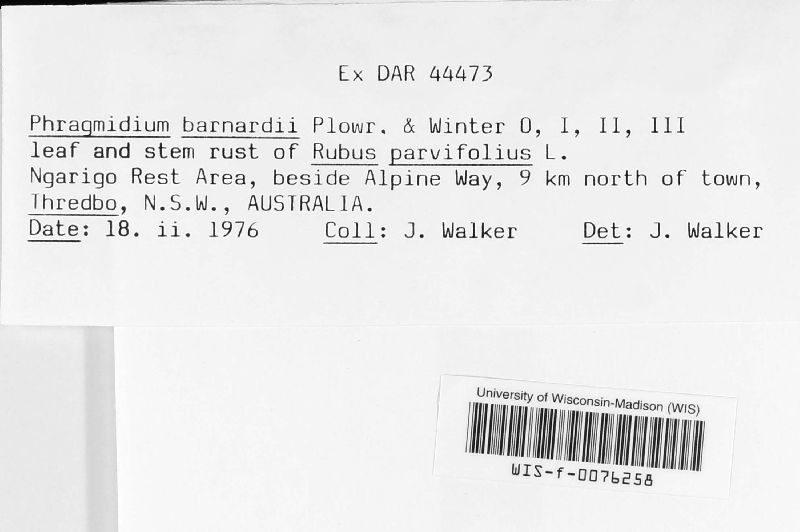 Ex DAR 44473
Phragmidium barnardii Plowr. & Winter 0, I, II, III
leaf and stem rust of Rubus parvifolius L.
Ngarigo Rest Area, beside Alpine Way, 9 km north of town,
Thredbo, N.S.W., AUSTRALIA.
Date: 18. ii. 1976 Coll: J. Walker Det: J. Walker
University of Wisconsin-Madison (WIS)
WIS-f-0076258